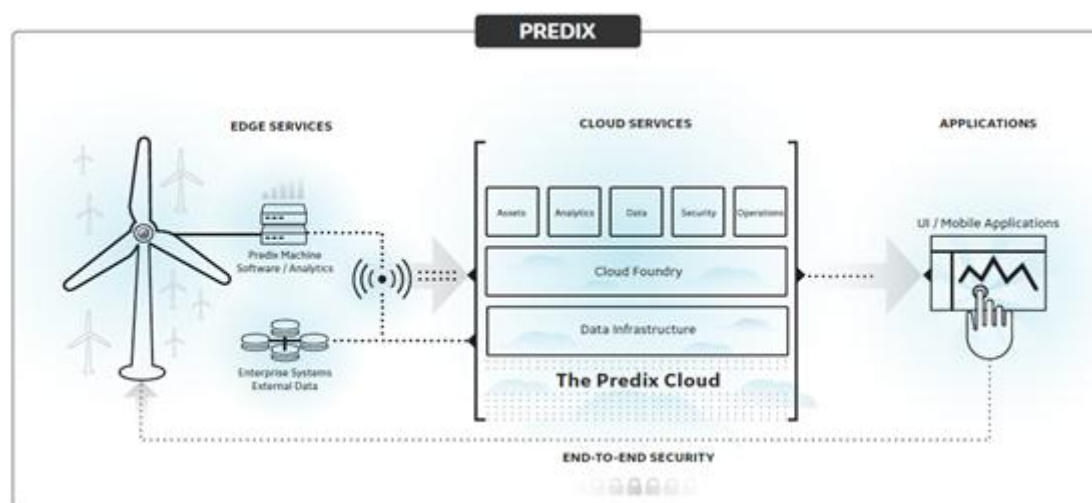 PREDIX
EDGE SERVICES
CLOUD SERVICES
APPLICATIONS
Assets
Analytics
Data
Security
Operations
UI / Mobile Applications
Predix Machine
Software / Analytics
Cloud Foundry
Data Infrastructure
Enterprise Systems
External Data
The Predix Cloud
END-TO-END SECURITY